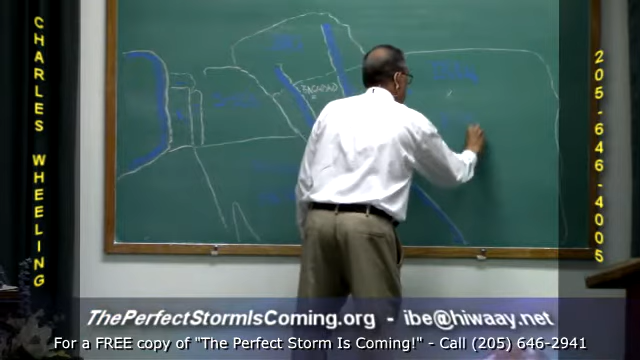 CHARLES WHEELING
205-646-4005
BAGHDAD
ThePerfectStormIsComing.org - ibe@hiwaay.net
For a FREE copy of "The Perfect Storm Is Coming!" - Call (205) 646-2941